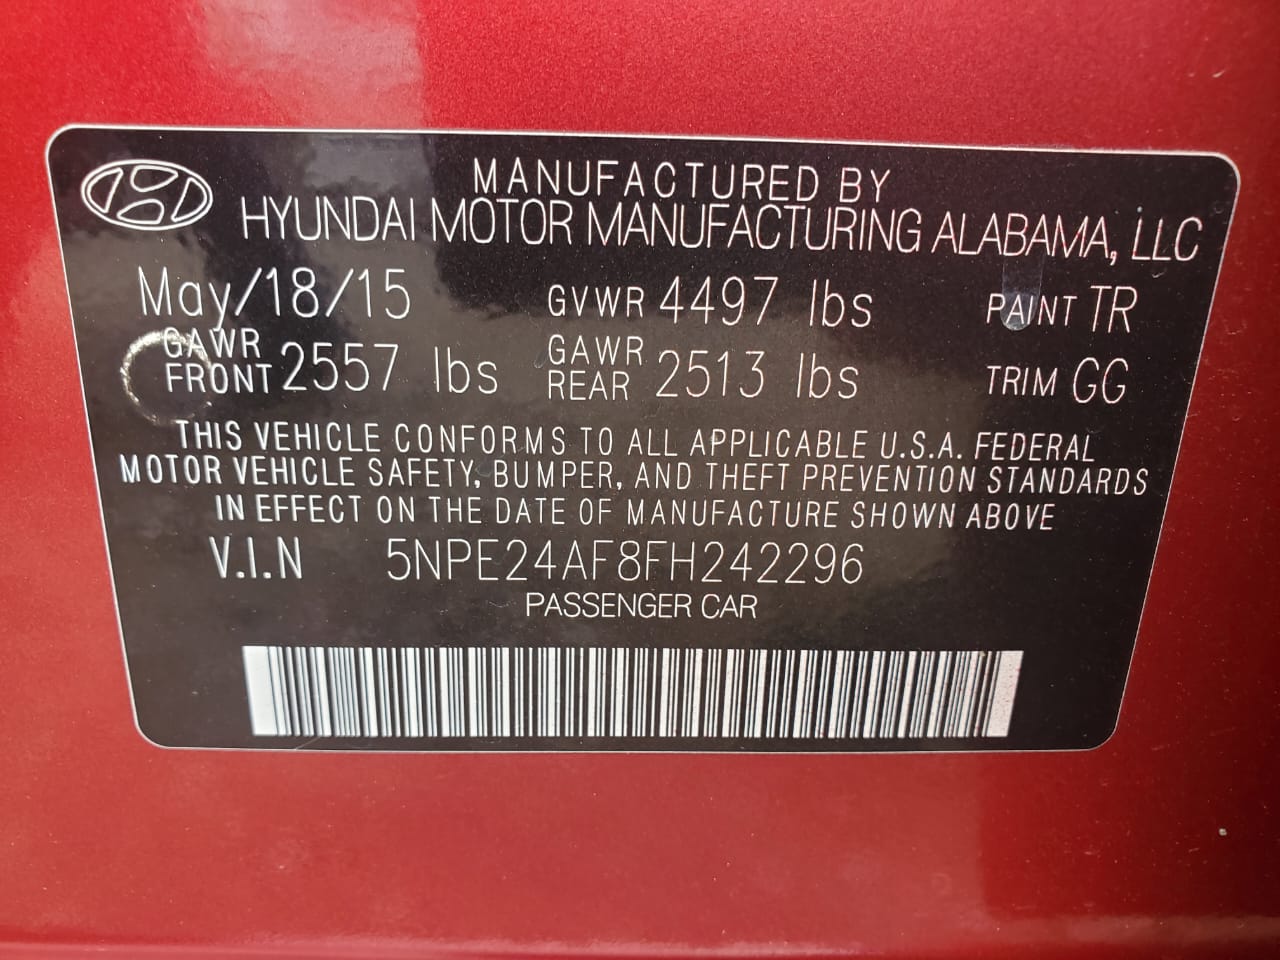 MANUFACTURED BY
HYUNDAI MOTOR MANUFACTURING ALABAMA, LLC
May/18/15 GVWR 4497 lbs PAINT TR
GAWR FRONT 2557 lbs GAWR REAR 2513 lbs TRIM GG
THIS VEHICLE CONFORMS TO ALL APPLICABLE U.S.A. FEDERAL
MOTOR VEHICLE SAFETY, BUMPER, AND THEFT PREVENTION STANDARDS
IN EFFECT ON THE DATE OF MANUFACTURE SHOWN ABOVE
V.I.N 5NPE24AF8FH242296
PASSENGER CAR